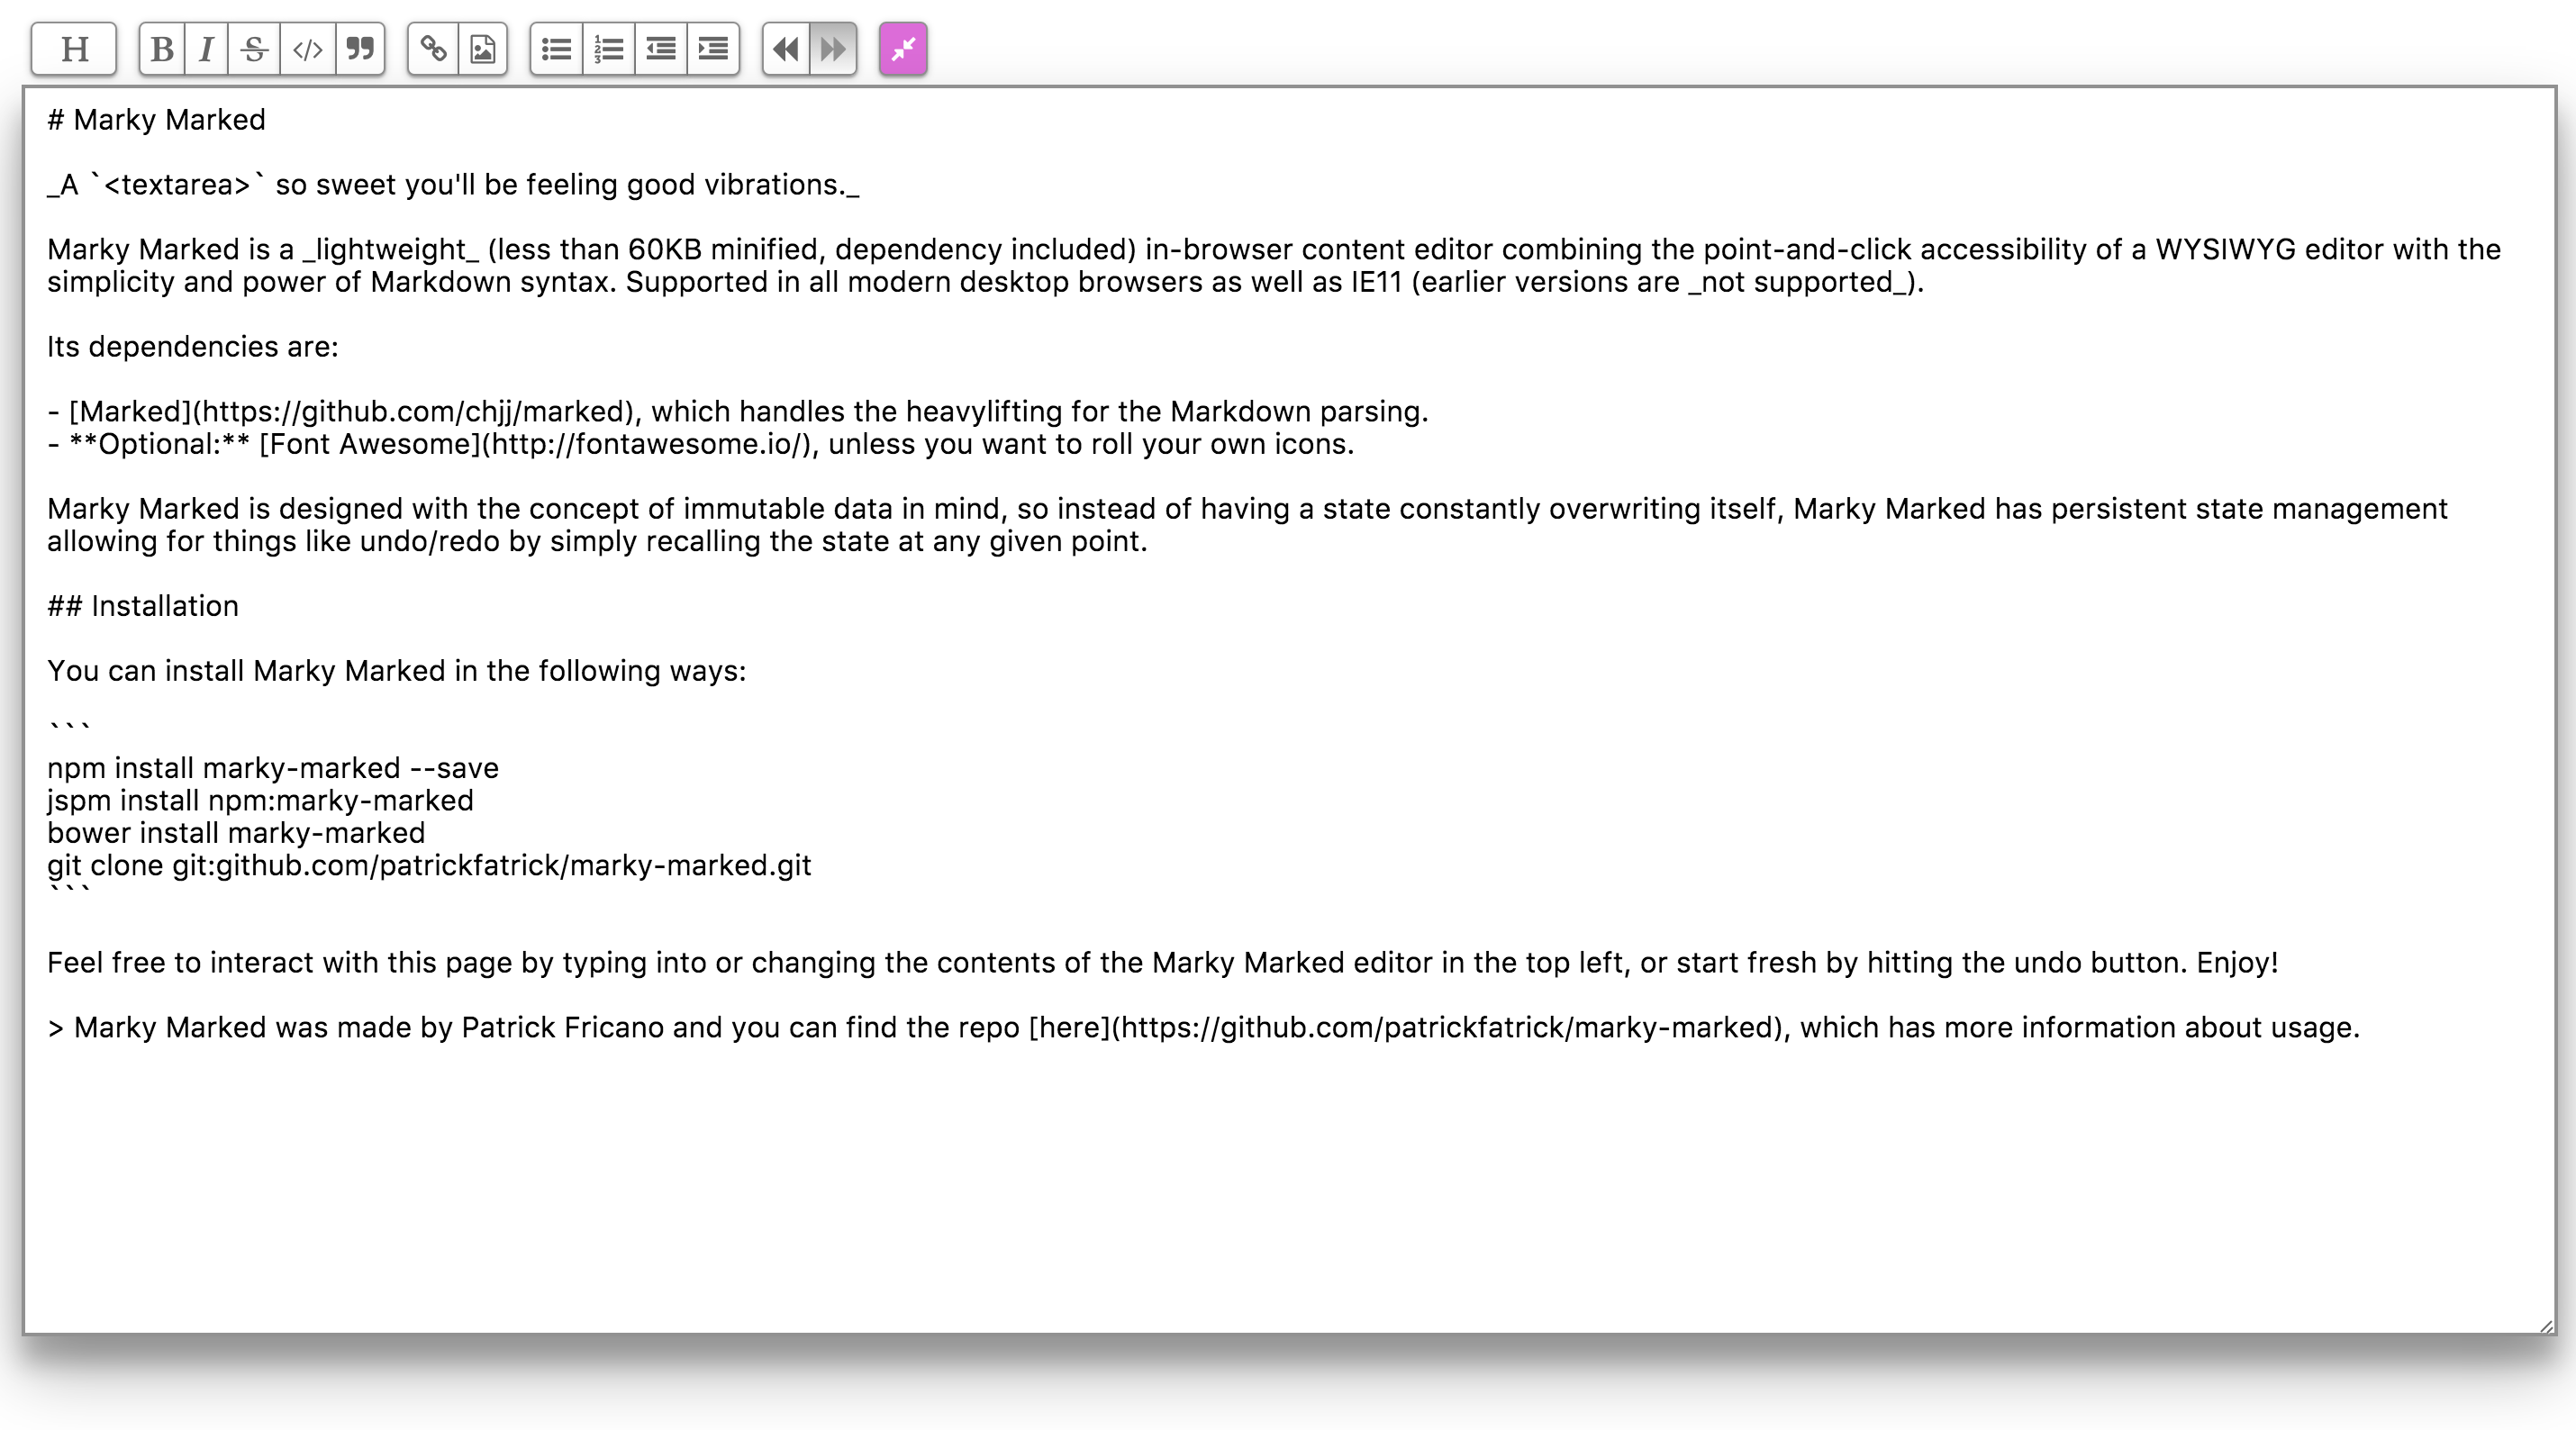 H B I S </>
# Marky Marked
_A `<textarea>` so sweet you'll be feeling good vibrations._
Marky Marked is a _lightweight_ (less than 60KB minified, dependency included) in-browser content editor combining the point-and-click accessibility of a WYSIWYG editor with the
simplicity and power of Markdown syntax. Supported in all modern desktop browsers as well as IE11 (earlier versions are _not supported_).
Its dependencies are:
- [Marked](https://github.com/chjj/marked), which handles the heavylifting for the Markdown parsing.
- **Optional:** [Font Awesome](http://fontawesome.io/), unless you want to roll your own icons.
Marky Marked is designed with the concept of immutable data in mind, so instead of having a state constantly overwriting itself, Marky Marked has persistent state management
allowing for things like undo/redo by simply recalling the state at any given point.
## Installation
You can install Marky Marked in the following ways:
```
npm install marky-marked --save
jspm install npm:marky-marked
bower install marky-marked
git clone git:github.com/patrickfatrick/marky-marked.git
```
Feel free to interact with this page by typing into or changing the contents of the Marky Marked editor in the top left, or start fresh by hitting the undo button. Enjoy!
> Marky Marked was made by Patrick Fricano and you can find the repo [here](https://github.com/patrickfatrick/marky-marked), which has more information about usage.